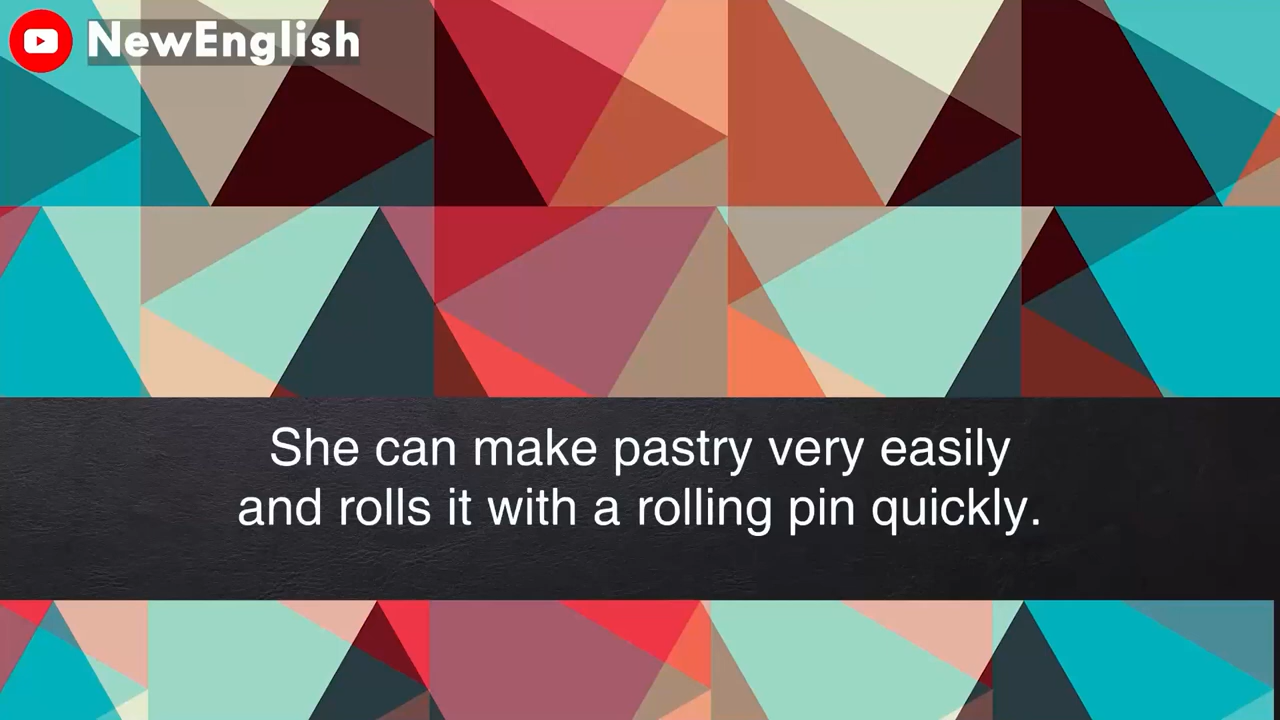 NewEnglish
She can make pastry very easily
and rolls it with a rolling pin quickly.